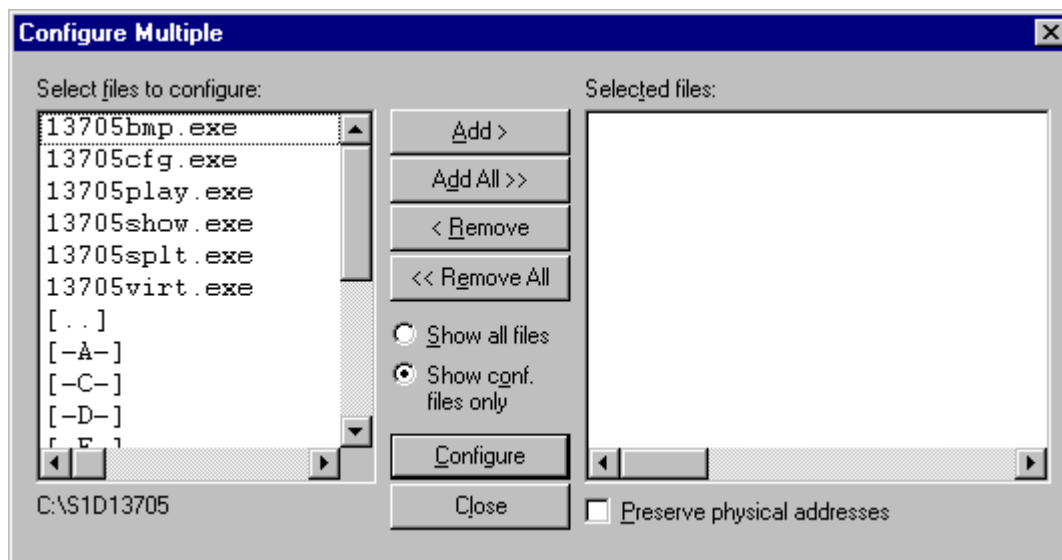 Configure Multiple
Select files to configure:
13705bmp.exe
13705cfg.exe
13705play.exe
13705show.exe
13705splt.exe
13705virt.exe
[..]
[-A-]
[-C-]
[-D-]
C:\S1D13705
Add >
Add All >>
< Remove
<< Remove All
Show all files
Show conf.
files only
Configure
Close
Selected files:
Preserve physical addresses